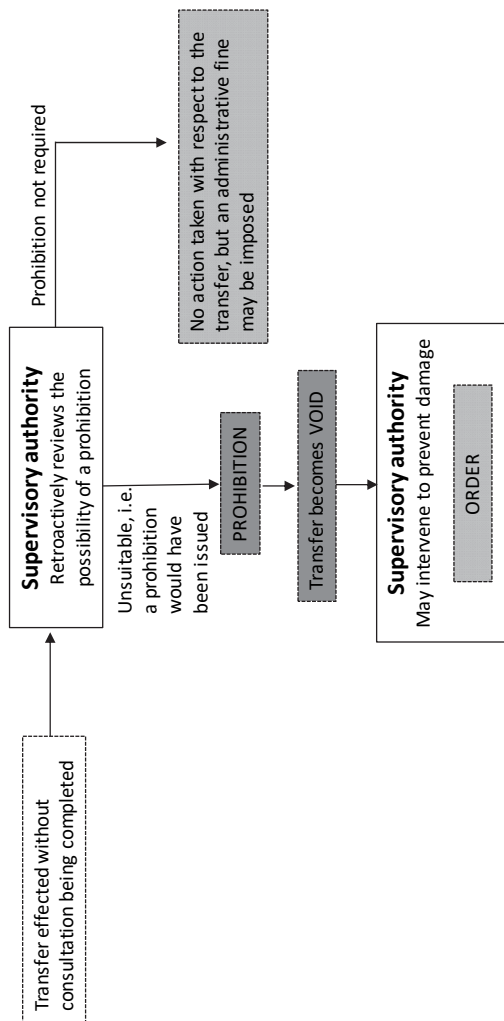 Transfer effected without
consultation being completed
Supervisory authority
Retroactively reviews the
possibility of a prohibition
Prohibition not required
No action taken with respect to the
transfer, but an administrative fine
may be imposed
Unsuitable, i.e.
a prohibition
would have
been issued
PROHIBITION
Transfer becomes VOID
Supervisory authority
May intervene to prevent damage
ORDER